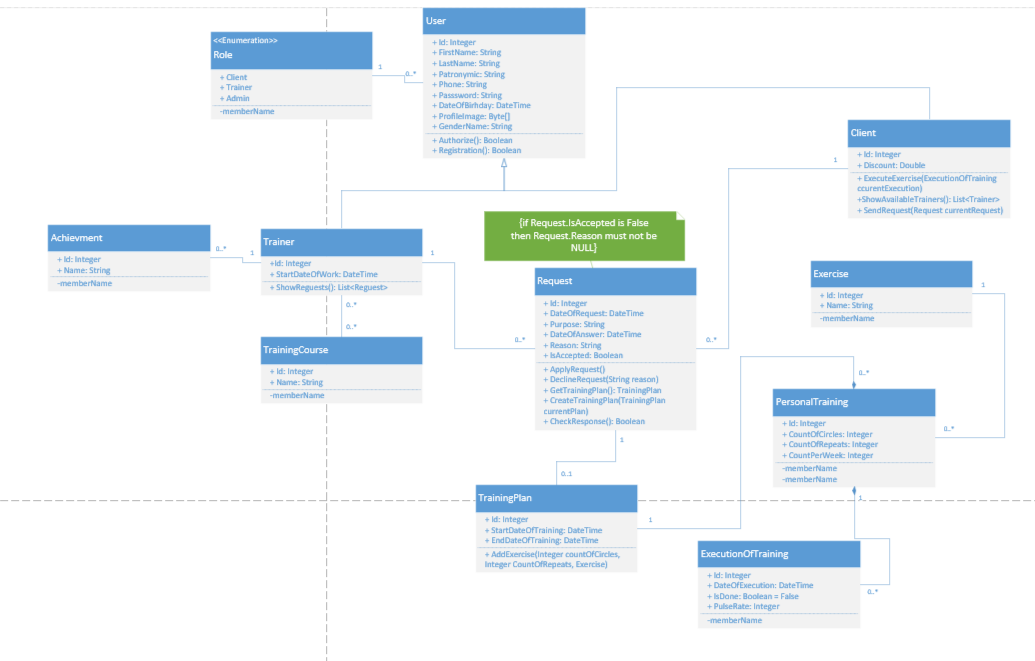 User
+ Id: Integer
+ FirstName: String
+ LastName: String
+ Patronymic: String
+ Phone: String
+ Passsword: String
+ DateOfBirhday: DateTime
+ ProfileImage: Byte[]
+ GenderName: String
+ Authorize(): Boolean
+ Registration(): Boolean
<<Enumeration>>
Role
+ Client
+ Trainer
+ Admin
-memberName
1
0..*
Client
+ Id: Integer
+ Discount: Double
+ ExecuteExercise(ExecutionOfTraining
ccurentExecution)
+ShowAvailableTrainers(): List<Trainer>
+ SendRequest(Request currentRequest)
1
{if Request.IsAccepted is False
then Request.Reason must not be
NULL}
Achievment
+ Id: Integer
+ Name: String
-memberName
0..*
1
Trainer
+Id: integer
+ StartDateOfWork: DateTime
+ ShowReguests(): List<Reguest>
1
0..*
0..*
TrainingCourse
+ Id: Integer
+ Name: String
-memberName
Request
+ Id: Integer
+ DateOfRequest: DateTime
+ Purpose: String
+ DateOfAnswer: DateTime
+ Reason: String
+ IsAccepted: Boolean
+ ApplyRequest()
+ DeclineRequest(String reason)
+ GetTrainingPlan(): TrainingPlan
+ CreateTrainingPlan(TrainingPlan
currentPlan)
+ CheckResponse(): Boolean
0..*
0..*
1
0..1
Exercise
+ Id: Integer
+ Name: String
-memberName
1
0..*
PersonalTraining
+ Id: Integer
+ CountOfCircles: Integer
+ CountOfRepeats: Integer
+ CountPerWeek: Integer
-memberName
-memberName
0..*
1
TrainingPlan
+ Id: Integer
+ StartDateOfTraining: DateTime
+ EndDateOfTraining: DateTime
+ AddExercise(Integer countOfCircles,
Integer CountOfRepeats, Exercise)
1
ExecutionOfTraining
+ Id: Integer
+ DateOfExecution: DateTime
+ IsDone: Boolean = False
+ PulseRate: Integer
-memberName
0..*